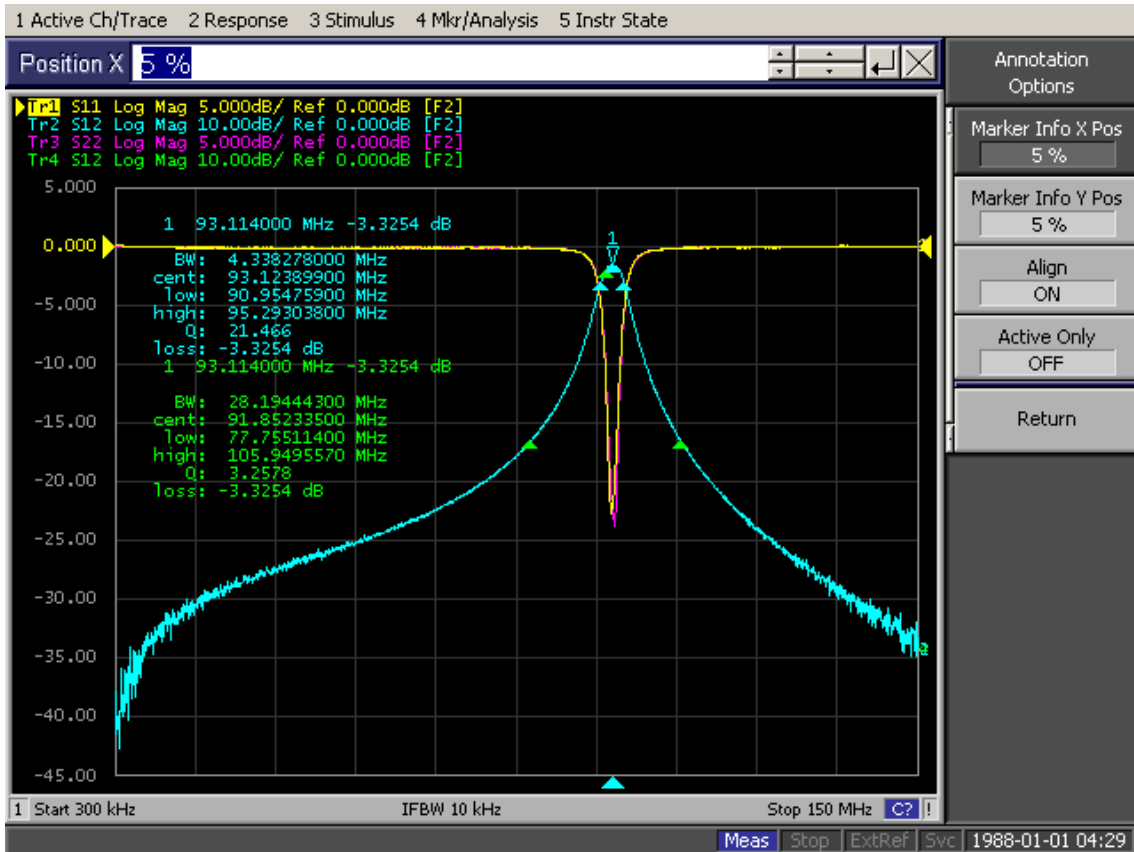 1 Active Ch/Trace 2 Response 3 Stimulus 4 Mkr/Analysis 5 Instr State
Position X 5 %
Annotation
Options
Marker Info X Pos
5 %
Marker Info Y Pos
5 %
Align
ON
Active Only
OFF
Return
Tr1 S11 Log Mag 5.000dB/ Ref 0.000dB [F2]
Tr2 S12 Log Mag 10.00dB/ Ref 0.000dB [F2]
Tr3 S22 Log Mag 5.000dB/ Ref 0.000dB [F2]
Tr4 S12 Log Mag 10.00dB/ Ref 0.000dB [F2]
5.000
0.000
-5.000
-10.00
-15.00
-20.00
-25.00
-30.00
-35.00
-40.00
-45.00
1 93.114000 MHz -3.3254 dB
BW: 4.338278000 MHz
cent: 93.12389900 MHz
low: 90.95475900 MHz
high: 95.29303800 MHz
Q: 21.466
loss: -3.3254 dB
1 93.114000 MHz -3.3254 dB
BW: 28.19444300 MHz
cent: 91.85233500 MHz
low: 77.75511400 MHz
high: 105.9495570 MHz
Q: 3.2578
loss: -3.3254 dB
1
1 Start 300 kHz IFBW 10 kHz Stop 150 MHz C? !
Meas Stop ExtRef Svc 1988-01-01 04:29